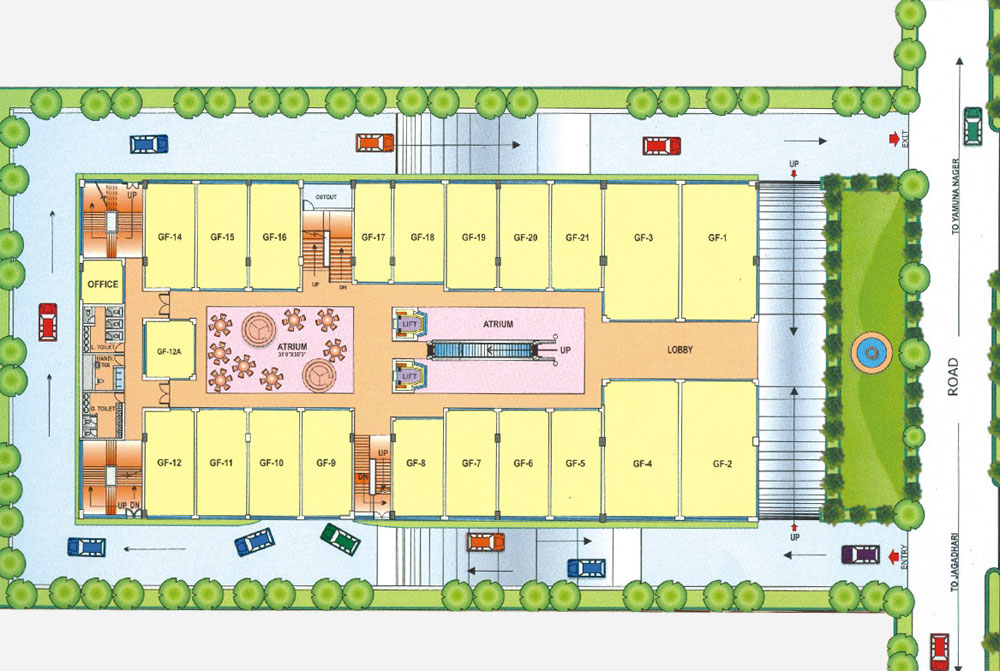 EXIT
UP
TO YAMUNA NAGER
UP
CUTOUT
GF-14
GF-15
GF-16
GF-17
GF-18
GF-19
GF-20
GF-21
GF-3
GF-1
OFFICE
UP
DN
LIFT
ATRIUM
L. TOILET
GF-12A
ATRIUM
33'0"X55'3"
UP
LOBBY
HANDI
TOI
LIFT
ROAD
G. TOILET
GF-12
GF-11
GF-10
GF-9
UP
DN
GF-8
GF-7
GF-6
GF-5
GF-4
GF-2
UP
DN
UP
ENTRY
TO JAGADHARI